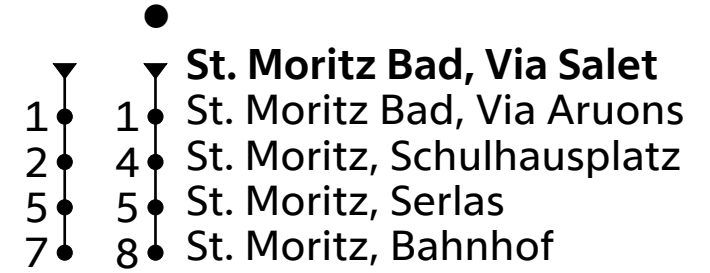 St. Moritz Bad, Via Salet
1 1 St. Moritz Bad, Via Aruons
2 4 St. Moritz, Schulhausplatz
5 5 St. Moritz, Serlas
7 8 St. Moritz, Bahnhof